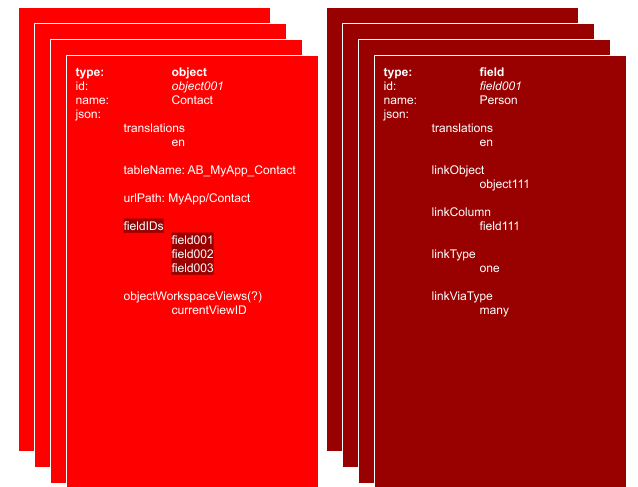 type: object
id: object001
name: Contact
json:
translations
en
tableName: AB_MyApp_Contact
urlPath: MyApp/Contact
fieldIDs
field001
field002
field003
objectWorkspaceViews(?)
currentViewID
type: field
id: field001
name: Person
json:
translations
en
linkObject
object111
linkColumn
field111
linkType
one
linkViaType
many